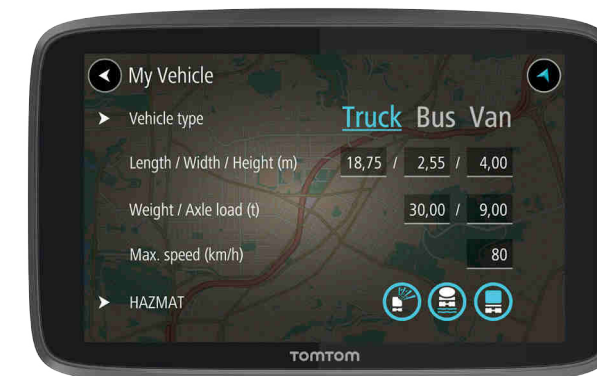 My Vehicle
Vehicle type Truck Bus Van
Length / Width / Height (m) 18,75 / 2,55 / 4,00
Weight / Axle load (t) 30,00 / 9,00
Max. speed (km/h) 80
HAZMAT
TOMTOM